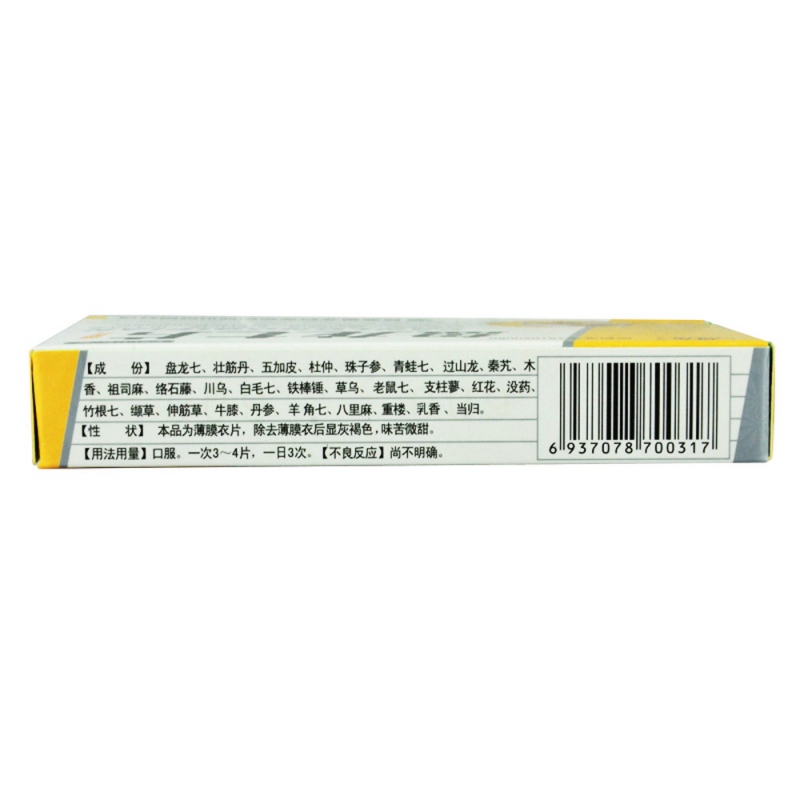 【成　份】 盘龙七、壮筋丹、五加皮、杜仲、珠子参、青蛙七、过山龙、秦艽、木
香、祖司麻、络石藤、川乌、白毛七、铁棒锤、草乌、老鼠七、支柱蓼、红花、没药、
竹根七、缬草、伸筋草、牛膝、丹参、羊角七、八里麻、重楼、乳香、当归。
【性　状】 本品为薄膜衣片，除去薄膜衣后显灰褐色，味苦微甜。
【用法用量】口服。一次3～4片，一日3次。【不良反应】尚不明确。
6 937078 700317